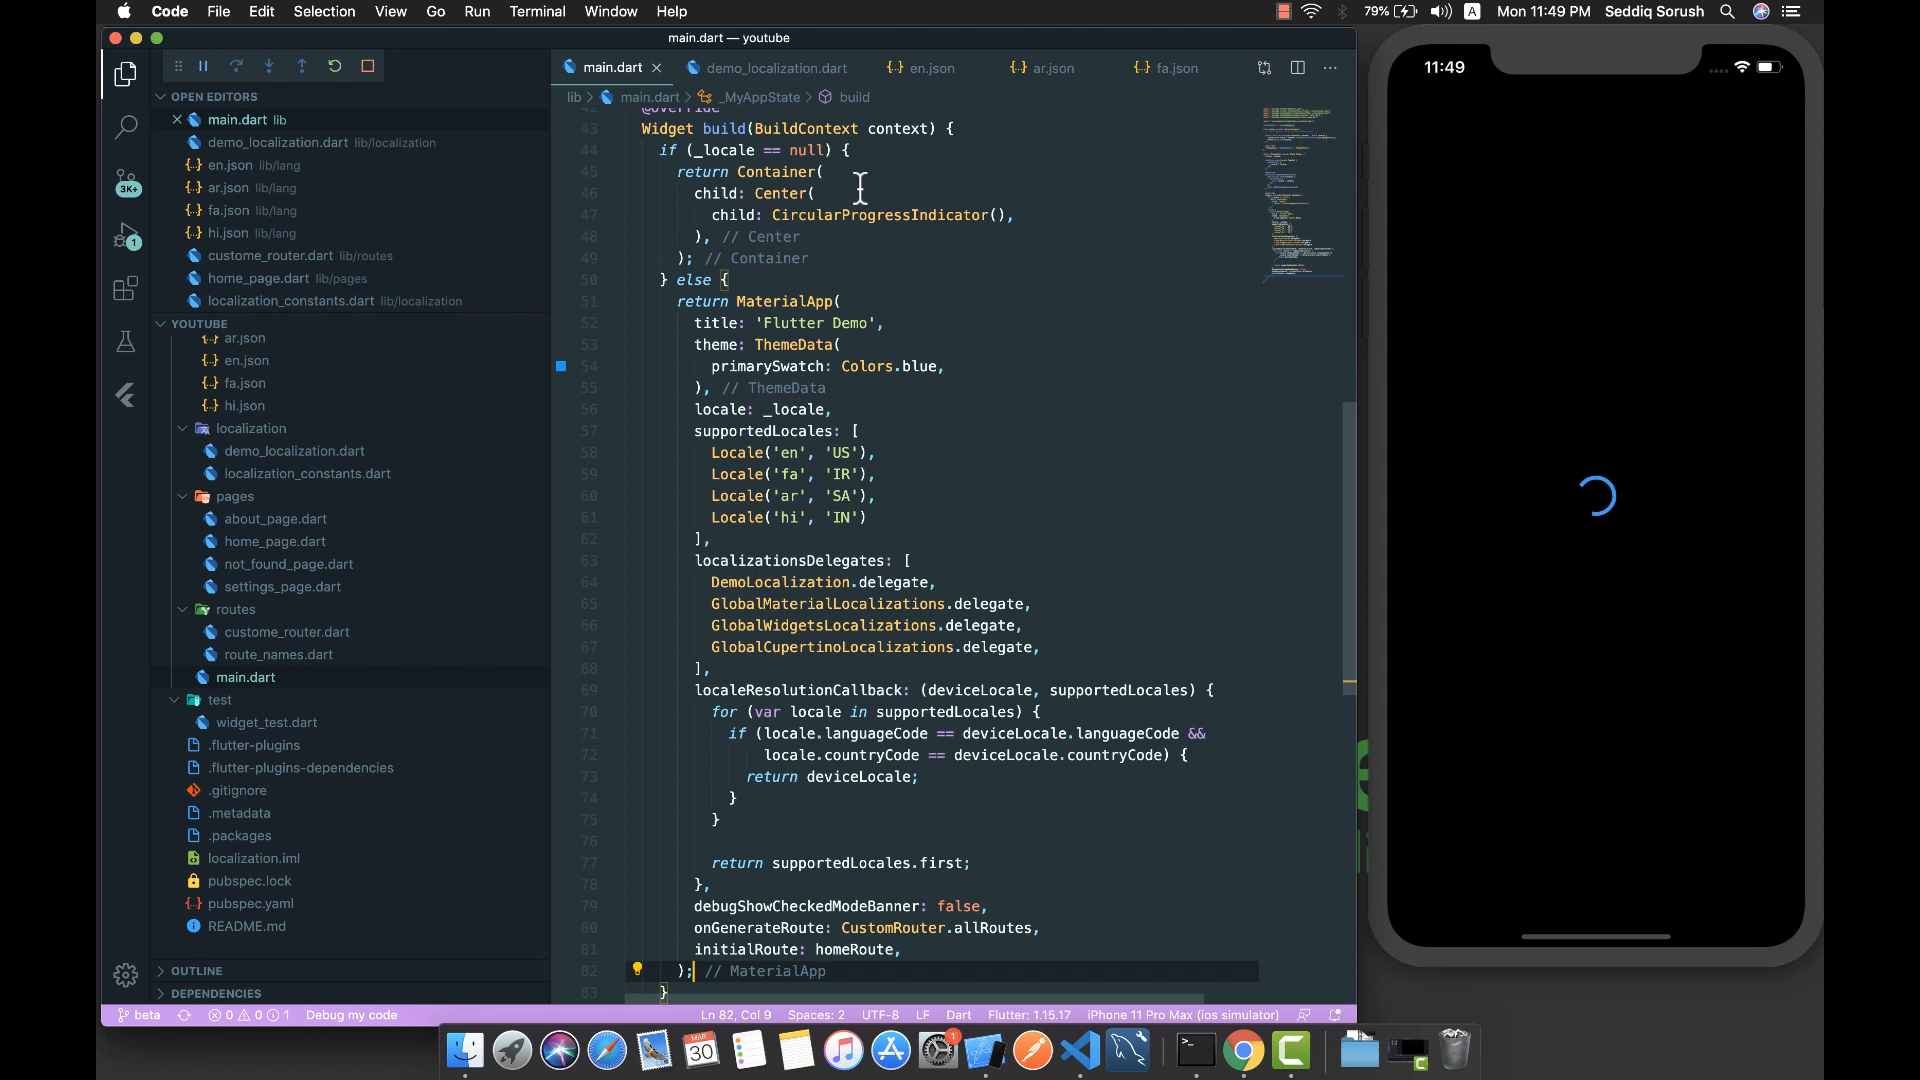 Code File Edit Selection View Go Run Terminal Window Help
79% A Mon 11:49 PM Seddiq Sorush
main.dart — youtube
OPEN EDITORS
main.dart lib
demo_localization.dart lib/localization
{..} en.json lib/lang
{..} ar.json lib/lang
{..} fa.json lib/lang
{..} hi.json lib/lang
custome_router.dart lib/routes
home_page.dart lib/pages
localization_constants.dart lib/localization
3K+
1
YOUTUBE
{..} ar.json
{..} en.json
{..} fa.json
{..} hi.json
localization
demo_localization.dart
localization_constants.dart
pages
about_page.dart
home_page.dart
not_found_page.dart
settings_page.dart
routes
custome_router.dart
route_names.dart
main.dart
test
widget_test.dart
.flutter-plugins
.flutter-plugins-dependencies
.gitignore
.metadata
.packages
localization.iml
pubspec.lock
pubspec.yaml
README.md
OUTLINE
DEPENDENCIES
main.dart demo_localization.dart {..} en.json {..} ar.json {..} fa.json
lib > main.dart > _MyAppState > build
42 @override
43 Widget build(BuildContext context) {
44 if (_locale == null) {
45 return Container(
46 child: Center(
47 child: CircularProgressIndicator(),
48 ), // Center
49 ); // Container
50 } else {
51 return MaterialApp(
52 title: 'Flutter Demo',
53 theme: ThemeData(
54 primarySwatch: Colors.blue,
55 ), // ThemeData
56 locale: _locale,
57 supportedLocales: [
58 Locale('en', 'US'),
59 Locale('fa', 'IR'),
60 Locale('ar', 'SA'),
61 Locale('hi', 'IN')
62 ],
63 localizationsDelegates: [
64 DemoLocalization.delegate,
65 GlobalMaterialLocalizations.delegate,
66 GlobalWidgetsLocalizations.delegate,
67 GlobalCupertinoLocalizations.delegate,
68 ],
69 localeResolutionCallback: (deviceLocale, supportedLocales) {
70 for (var locale in supportedLocales) {
71 if (locale.languageCode == deviceLocale.languageCode &&
72 locale.countryCode == deviceLocale.countryCode) {
73 return deviceLocale;
74 }
75 }
76
77 return supportedLocales.first;
78 },
79 debugShowCheckedModeBanner: false,
80 onGenerateRoute: CustomRouter.allRoutes,
81 initialRoute: homeRoute,
82 ); // MaterialApp
83 }
beta 0 0 1 Debug my code Ln 82, Col 9 Spaces: 2 UTF-8 LF Dart Flutter: 1.15.17 iPhone 11 Pro Max (ios simulator)
11:49
MAR
30
1